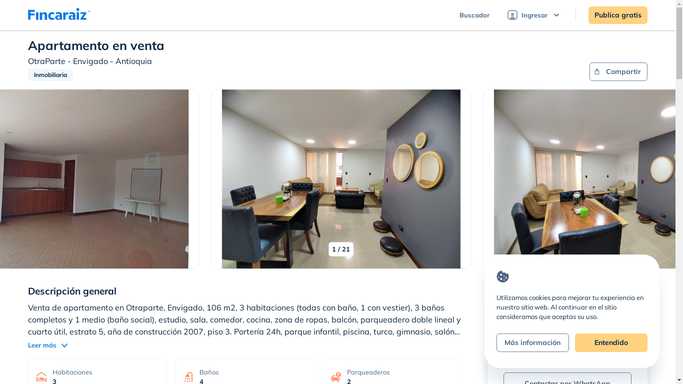 Fincaraiz
Buscador
Ingresar
Publica gratis
Apartamento en venta
OtraParte - Envigado - Antioquia
Inmobiliaria
Compartir
1 / 21
Descripción general
Venta de apartamento en Otraparte, Envigado, 106 m2, 3 habitaciones (todas con baño, 1 con vestier), 3 baños
completos y 1 medio (baño social), estudio, sala, comedor, cocina, zona de ropas, balcón, parqueadero doble lineal y
cuarto útil, estrato 5, año de construcción 2007, piso 3. Portería 24h, parque infantil, piscina, turco, gimnasio, salón...
Leer más
Habitaciones
3
Baños
4
Parqueaderos
2
Utilizamos cookies para mejorar tu experiencia en
nuestro sitio web. Al continuar en el sitio
consideramos que aceptas su uso.
Más información
Entendido
Contactar por WhatsApp